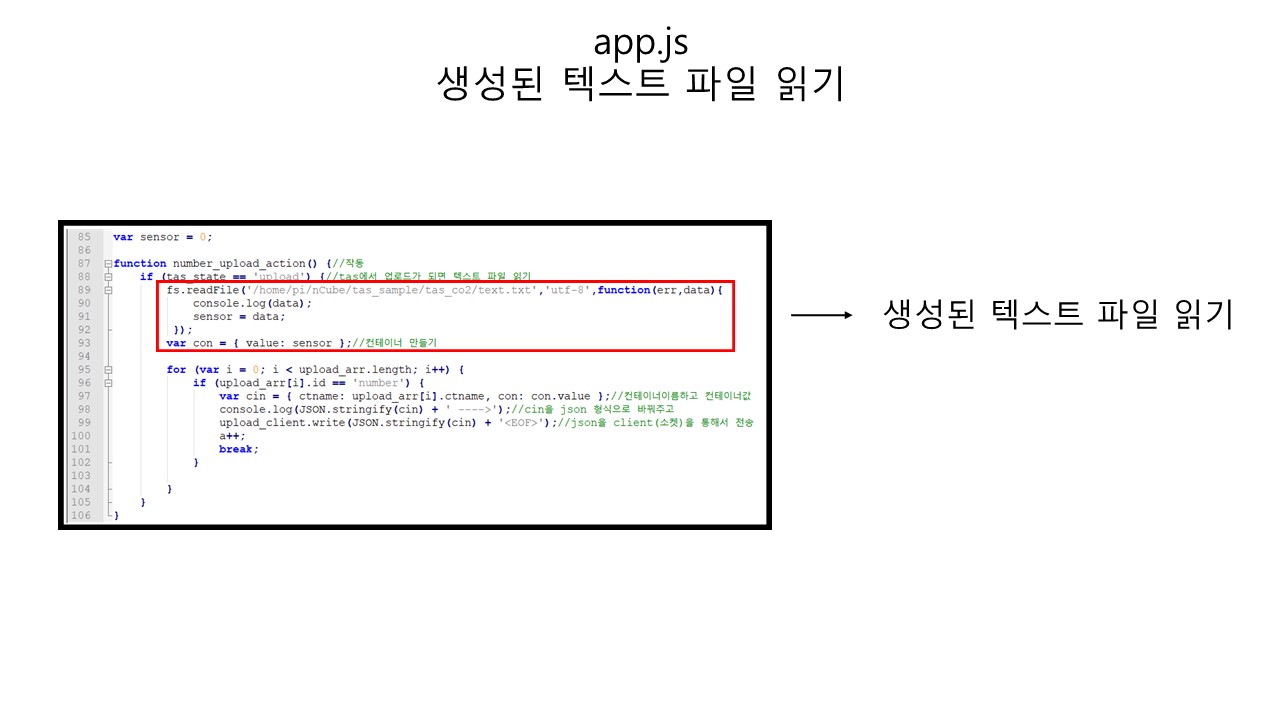 app.js
생성된 텍스트 파일 읽기
85 var sensor = 0;
86
87 function number_upload_action() {//작동
88 if (tas_state == 'upload') {//tas에서 업로드가 되면 텍스트 파일 읽기
89 fs.readFile('/home/pi/nCube/tas_sample/tas_co2/text.txt','utf-8',function(err,data){
90 console.log(data);
91 sensor = data;
92 });
93 var con = { value: sensor };//컨테이너 만들기
94
95 for (var i = 0; i < upload_arr.length; i++) {
96 if (upload_arr[i].id == 'number') {
97 var cin = { ctname: upload_arr[i].ctname, con: con.value };//컨테이너이름하고 컨테이너값
98 console.log(JSON.stringify(cin) + ' ---->');//cin을 json 형식으로 바꿔주고
99 upload_client.write(JSON.stringify(cin) + '<EOF>');//json을 client(소켓)을 통해서 전송
100 a++;
101 break;
102 }
103
104 }
105 }
106 }
생성된 텍스트 파일 읽기